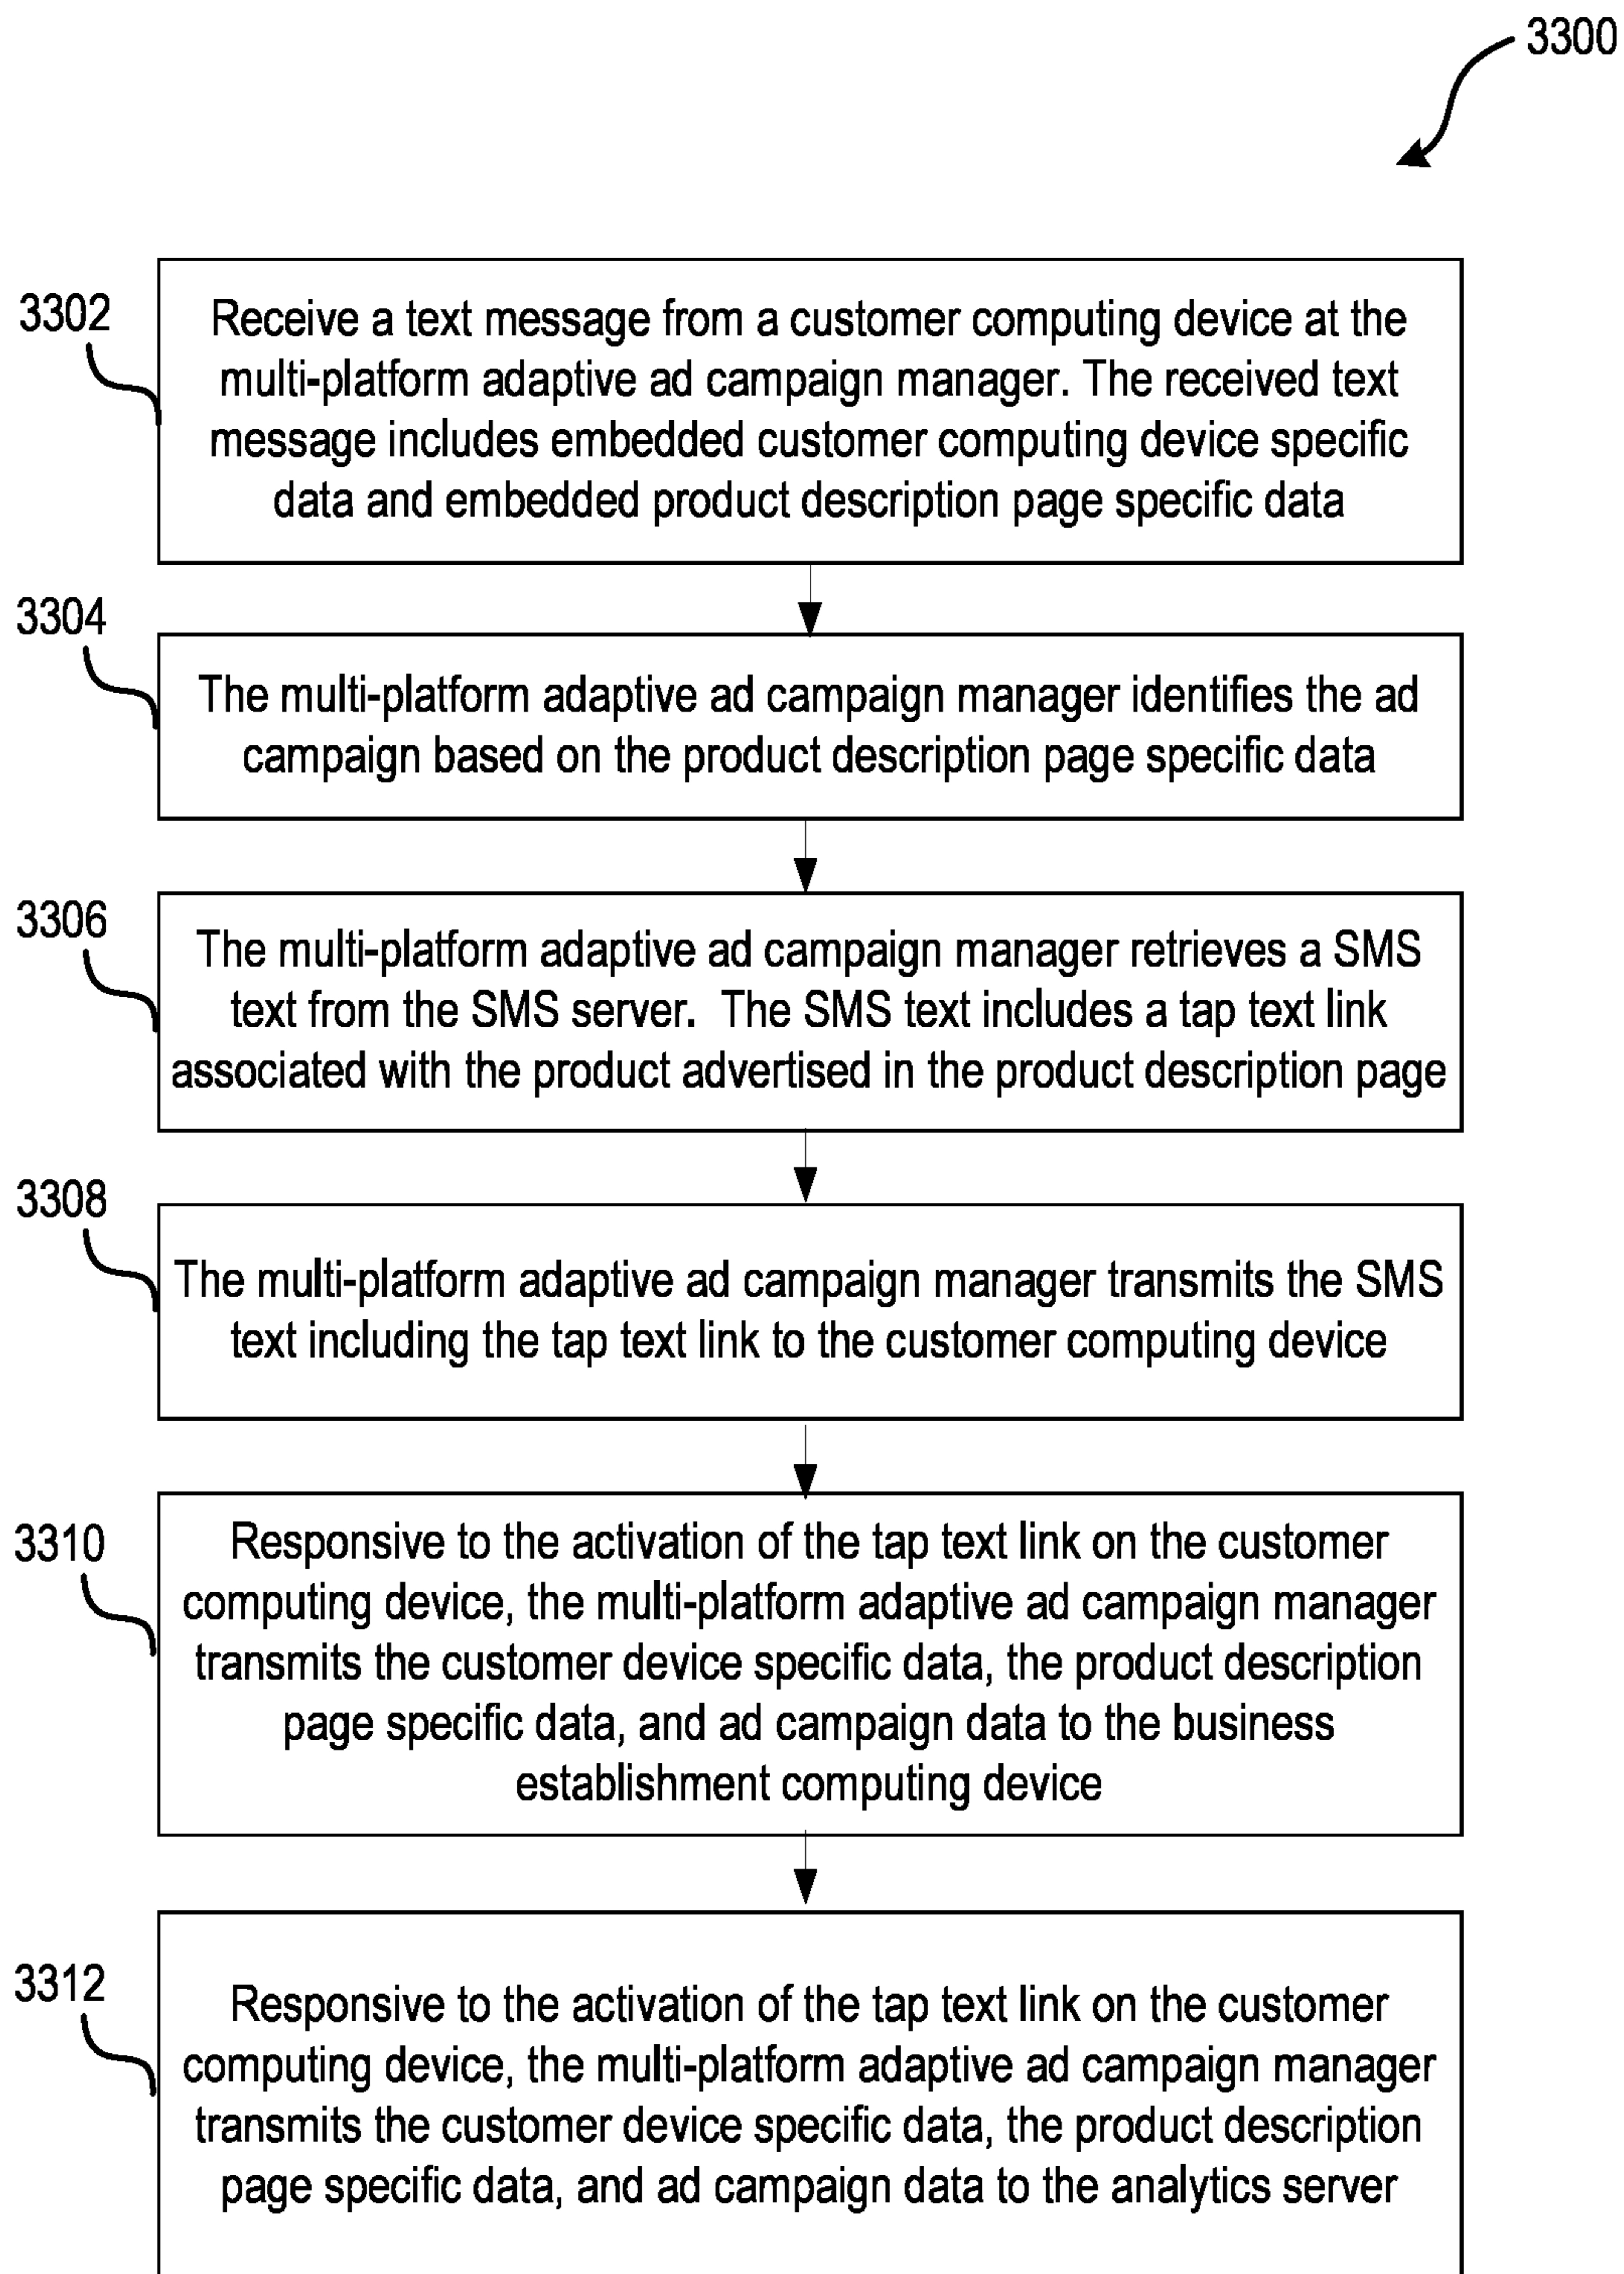 3300
3302
Receive a text message from a customer computing device at the
multi-platform adaptive ad campaign manager. The received text
message includes embedded customer computing device specific
data and embedded product description page specific data
3304
The multi-platform adaptive ad campaign manager identifies the ad
campaign based on the product description page specific data
3306
The multi-platform adaptive ad campaign manager retrieves a SMS
text from the SMS server.  The SMS text includes a tap text link
associated with the product advertised in the product description page
3308
The multi-platform adaptive ad campaign manager transmits the SMS
text including the tap text link to the customer computing device
3310
Responsive to the activation of the tap text link on the customer
computing device, the multi-platform adaptive ad campaign manager
transmits the customer device specific data, the product description
page specific data, and ad campaign data to the business
establishment computing device
3312
Responsive to the activation of the tap text link on the customer
computing device, the multi-platform adaptive ad campaign manager
transmits the customer device specific data, the product description
page specific data, and ad campaign data to the analytics server